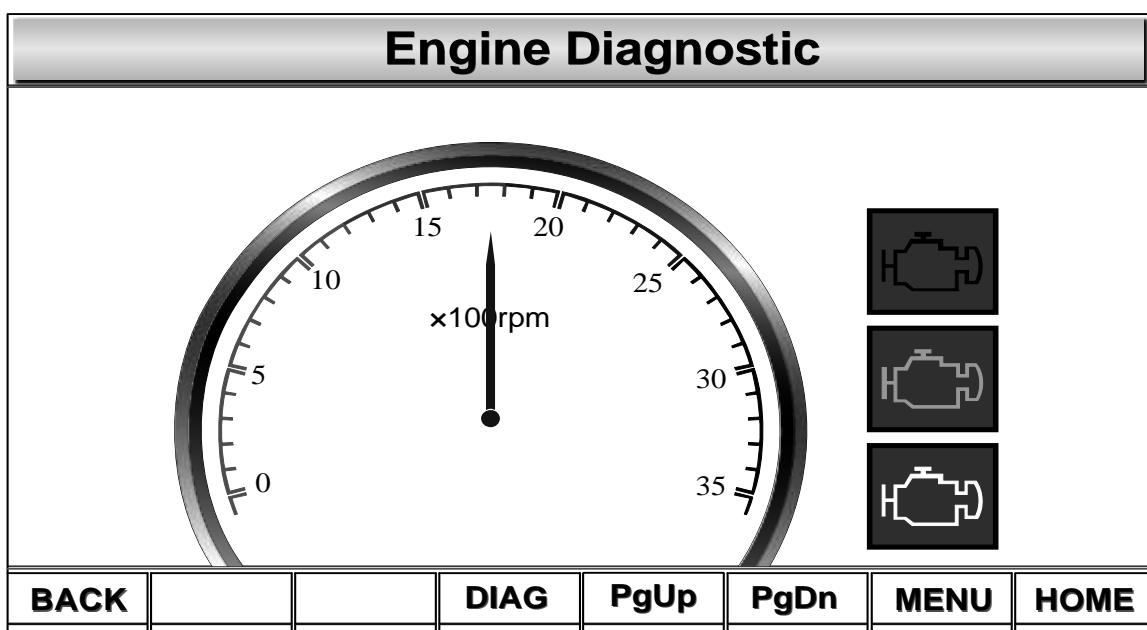 Engine Diagnostic
15 20
10 25
×100rpm
5 30
0 35
BACK DIAG PgUp PgDn MENU HOME